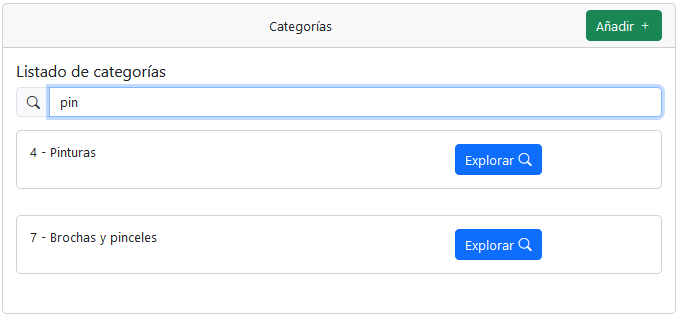 Categorías
Añadir +
Listado de categorías
pin
4 - Pinturas
Explorar
7 - Brochas y pinceles
Explorar